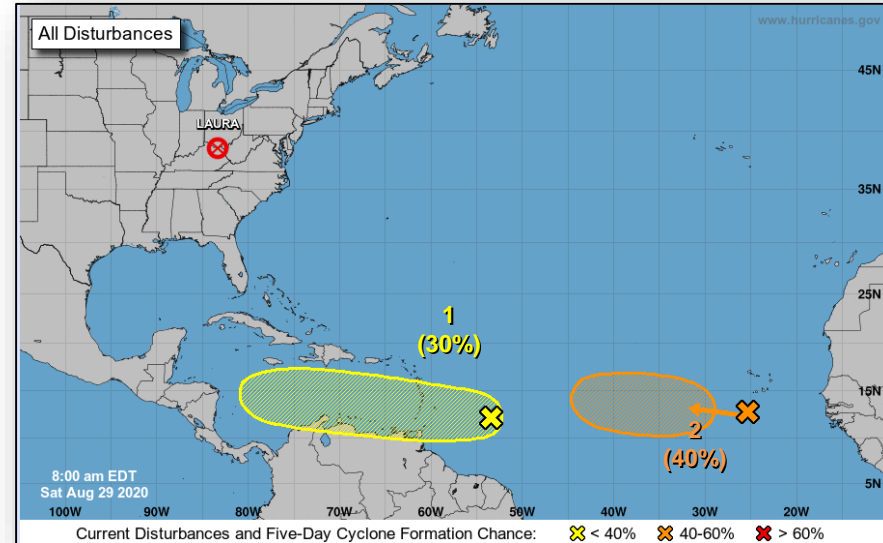 www.hurricanes.gov
All Disturbances
45N
LAURA
35N
25N
1
(30%)
15N
2
(40%)
8:00 am EDT
Sat Aug 29 2020
5N
100W 90W 80W 70W 60W 50W 40W 30W 20W
Current Disturbances and Five-Day Cyclone Formation Chance: < 40% 40-60% > 60%